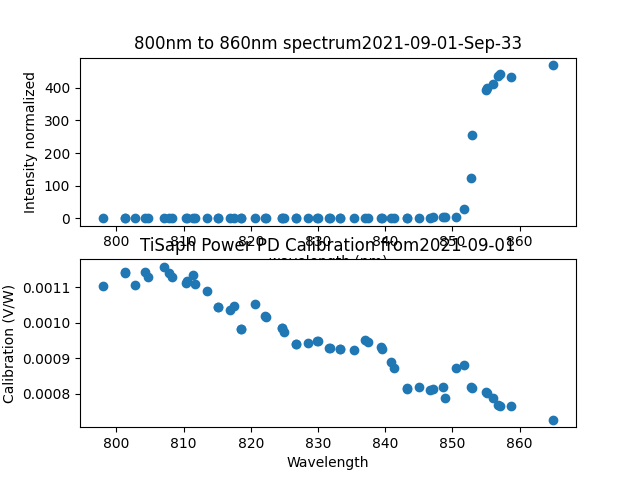 800nm to 860nm spectrum2021-09-01-Sep-33
Intensity normalized
400
300
200
100
0
800 810 820 830 840 850 860
wavelength (nm)
TiSaph Power PD Calibration from2021-09-01
Calibration (V/W)
0.0011
0.0010
0.0009
0.0008
800 810 820 830 840 850 860
Wavelength